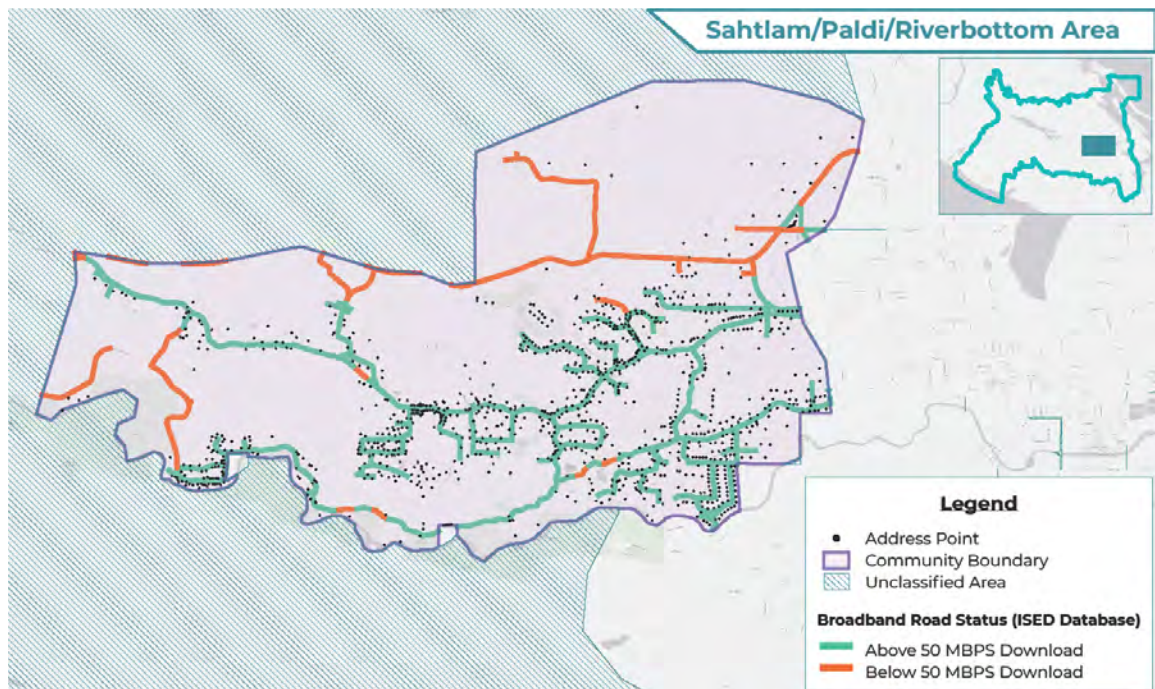 Sahtlam/Paldi/Riverbottom Area
Legend
Address Point
Community Boundary
Unclassified Area
Broadband Road Status (ISED Database)
Above 50 MBPS Download
Below 50 MBPS Download